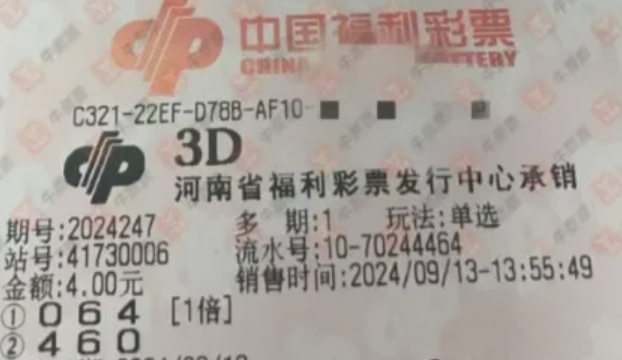 中国福利彩票
CHINA LOTTERY
C321-22EF-D78B-AF10-
3D
河南省福利彩票发行中心承销
期号:2024247 多 期:1 玩法:单选
站号:41730006 流水号:10-70244464
金额:4.00元 销售时间:2024/09/13-13:55:49
① 0 6 4 [1倍]
② 4 6 0